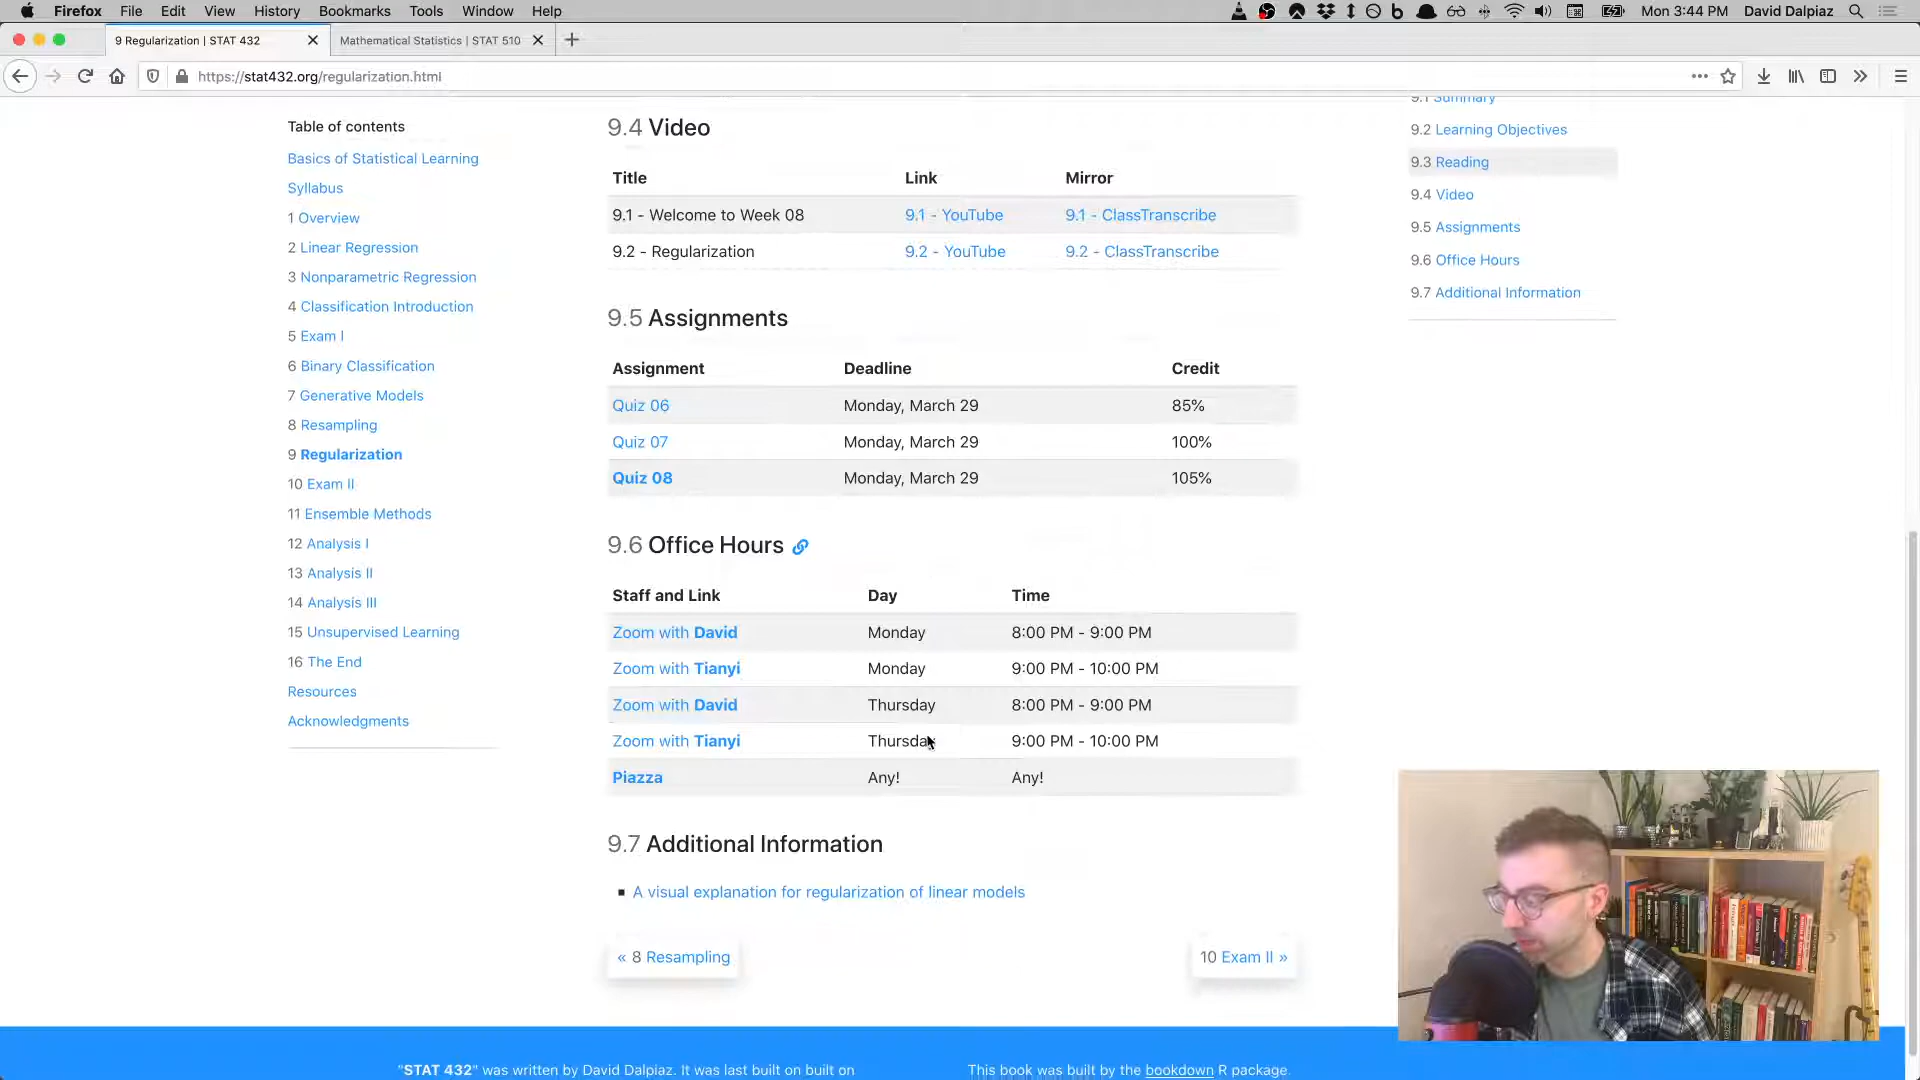 Firefox File Edit View History Bookmarks Tools Window Help Mon 3:44 PM David Dalpiaz
9 Regularization | STAT 432 Mathematical Statistics | STAT 510
https://stat432.org/regularization.html
Table of contents
Basics of Statistical Learning
Syllabus
1 Overview
2 Linear Regression
3 Nonparametric Regression
4 Classification Introduction
5 Exam I
6 Binary Classification
7 Generative Models
8 Resampling
9 Regularization
10 Exam II
11 Ensemble Methods
12 Analysis I
13 Analysis II
14 Analysis III
15 Unsupervised Learning
16 The End
Resources
Acknowledgments
9.4 Video
Title Link Mirror
9.1 - Welcome to Week 08 9.1 - YouTube 9.1 - ClassTranscribe
9.2 - Regularization 9.2 - YouTube 9.2 - ClassTranscribe
9.5 Assignments
Assignment Deadline Credit
Quiz 06 Monday, March 29 85%
Quiz 07 Monday, March 29 100%
Quiz 08 Monday, March 29 105%
9.6 Office Hours
Staff and Link Day Time
Zoom with David Monday 8:00 PM - 9:00 PM
Zoom with Tianyi Monday 9:00 PM - 10:00 PM
Zoom with David Thursday 8:00 PM - 9:00 PM
Zoom with Tianyi Thursday 9:00 PM - 10:00 PM
Piazza Any! Any!
9.7 Additional Information
▪ A visual explanation for regularization of linear models
« 8 Resampling 10 Exam II »
9.1 Summary
9.2 Learning Objectives
9.3 Reading
9.4 Video
9.5 Assignments
9.6 Office Hours
9.7 Additional Information
"STAT 432" was written by David Dalpiaz. It was last built on built on
This book was built by the bookdown R package.